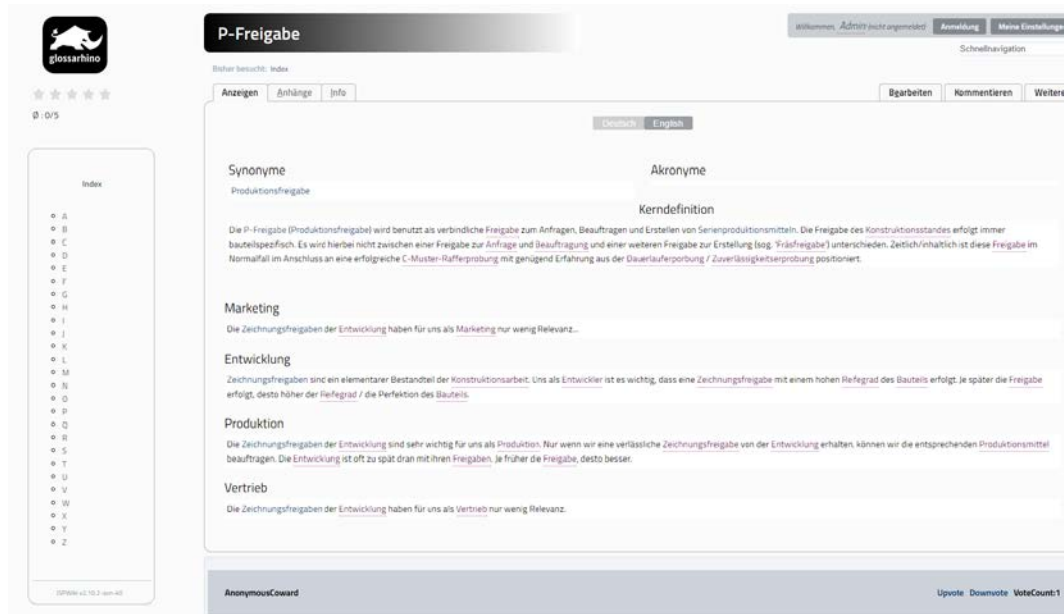 glossarhino
P-Freigabe
Willkommen, Admin (nicht angemeldet)
Anmeldung
Meine Einstellunge
Schnellnavigation
Bisher besucht: Index
Anzeigen
Anhänge
Info
Bearbeiten
Kommentieren
Weitere
Ø : 0/5
Deutsch English
Synonyme
Akronyme
Produktionsfreigabe
Kerndefinition
Die P-Freigabe (Produktionsfreigabe) wird benutzt als verbindliche Freigabe zum Anfragen, Beauftragen und Erstellen von Serienproduktionsmitteln. Die Freigabe des Konstruktionsstandes erfolgt immer
bauteilspezifisch. Es wird hierbei nicht zwischen einer Freigabe zur Anfrage und Beauftragung und einer weiteren Freigabe zur Erstellung (sog. 'Fräsfreigabe') unterschieden. Zeitlich/inhaltlich ist diese Freigabe im
Normalfall im Anschluss an eine erfolgreiche C-Muster-Rafferprobung mit genügend Erfahrung aus der Dauerlauferporbung / Zuverlässigkeitserprobung positioniert.
Marketing
Die Zeichnungsfreigaben der Entwicklung haben für uns als Marketing nur wenig Relevanz...
Entwicklung
Zeichnungsfreigaben sind ein elementarer Bestandteil der Konstruktionsarbeit. Uns als Entwickler ist es wichtig, dass eine Zeichnungsfreigabe mit einem hohen Reifegrad des Bauteils erfolgt. Je später die Freigabe
erfolgt, desto höher der Reifegrad / die Perfektion des Bauteils.
Produktion
Die Zeichnungsfreigaben der Entwicklung sind sehr wichtig für uns als Produktion. Nur wenn wir eine verlässliche Zeichnungsfreigabe von der Entwicklung erhalten, können wir die entsprechenden Produktionsmittel
beauftragen. Die Entwicklung ist oft zu spät dran mit ihren Freigaben. Je früher die Freigabe, desto besser.
Vertrieb
Die Zeichnungsfreigaben der Entwicklung haben für uns als Vertrieb nur wenig Relevanz.
Index
A
B
C
D
E
F
G
H
I
J
K
L
M
N
O
P
Q
R
S
T
U
V
W
X
Y
Z
AnonymousCoward
Upvote Downvote VoteCount:1